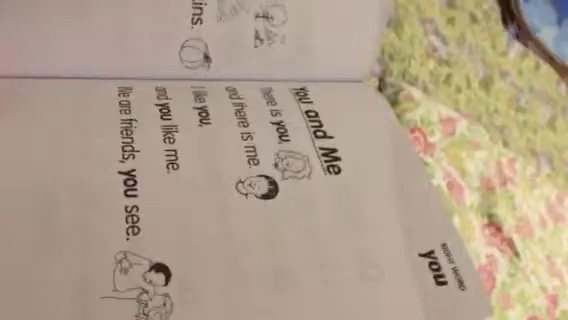 SIGHT WORD
you
You and Me
There is you,
and there is me.
I like you,
and you like me.
We are friends, you see.